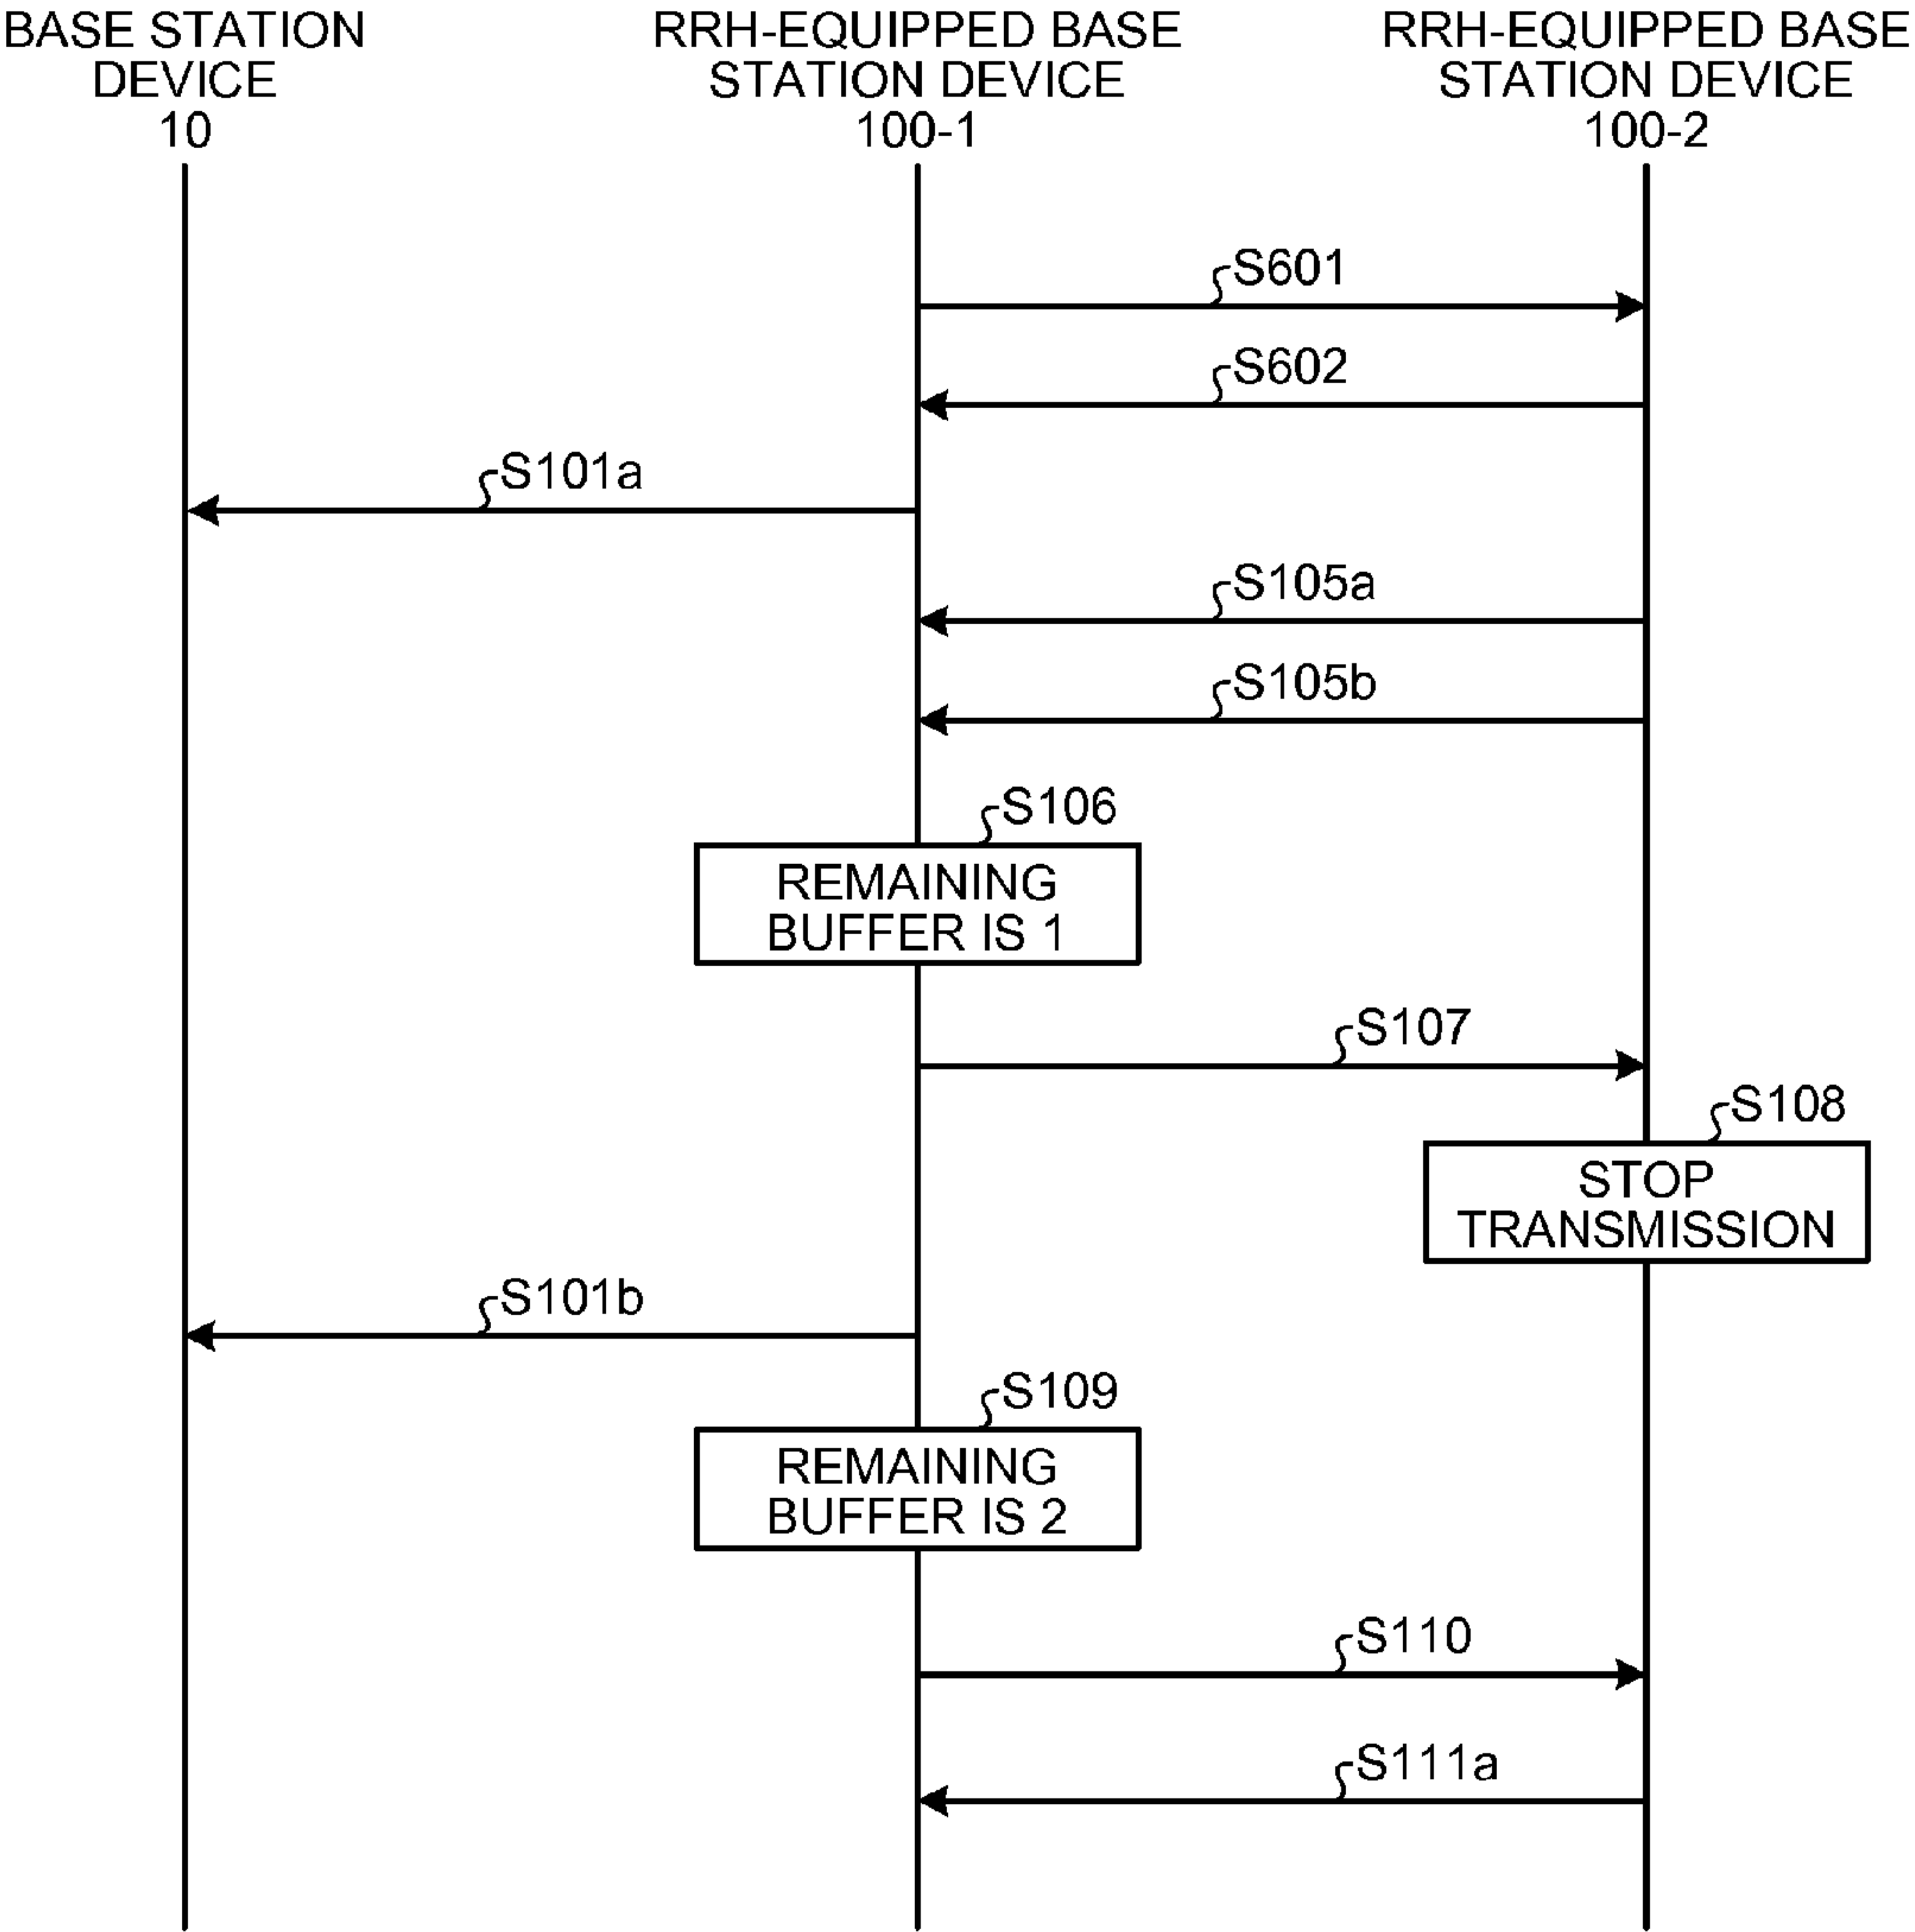 BASE STATION
DEVICE
10
RRH-EQUIPPED BASE
STATION DEVICE
100-1
RRH-EQUIPPED BASE
STATION DEVICE
100-2
S601
S602
S101a
S105a
S105b
S106
REMAINING
BUFFER IS 1
S107
S108
STOP
TRANSMISSION
S101b
S109
REMAINING
BUFFER IS 2
S110
S111a